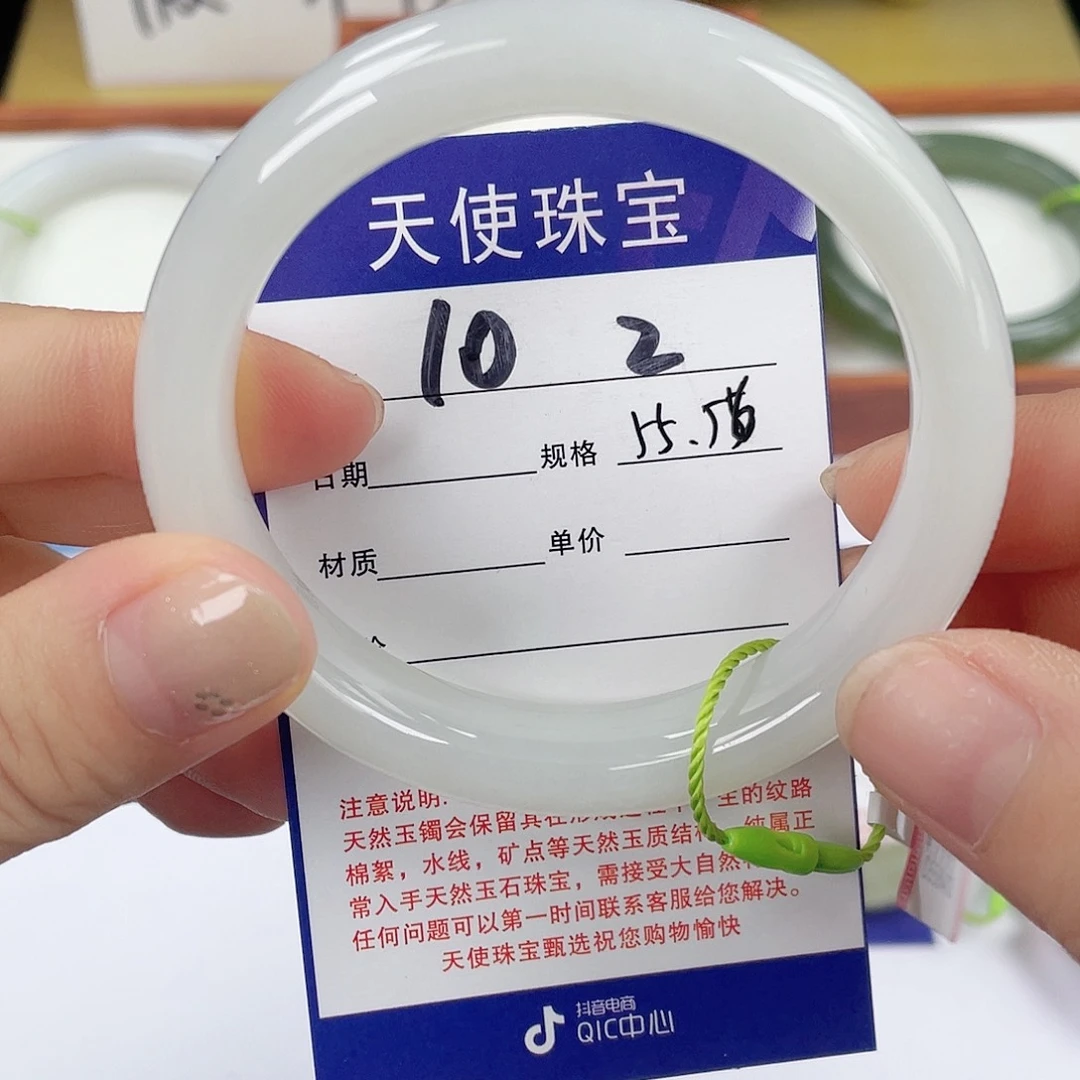 天使珠宝
10 2
日期 规格 15.借
材质 单价
注意说明:
天然玉镯会保留其在形成过程中 生的纹路
棉絮，水线，矿点等天然玉质结构 纯属正
常入手天然玉石珠宝，需接受大自然
任何问题可以第一时间联系客服给您解决。
天使珠宝甄选祝您购物愉快
抖音电商
QIC中心